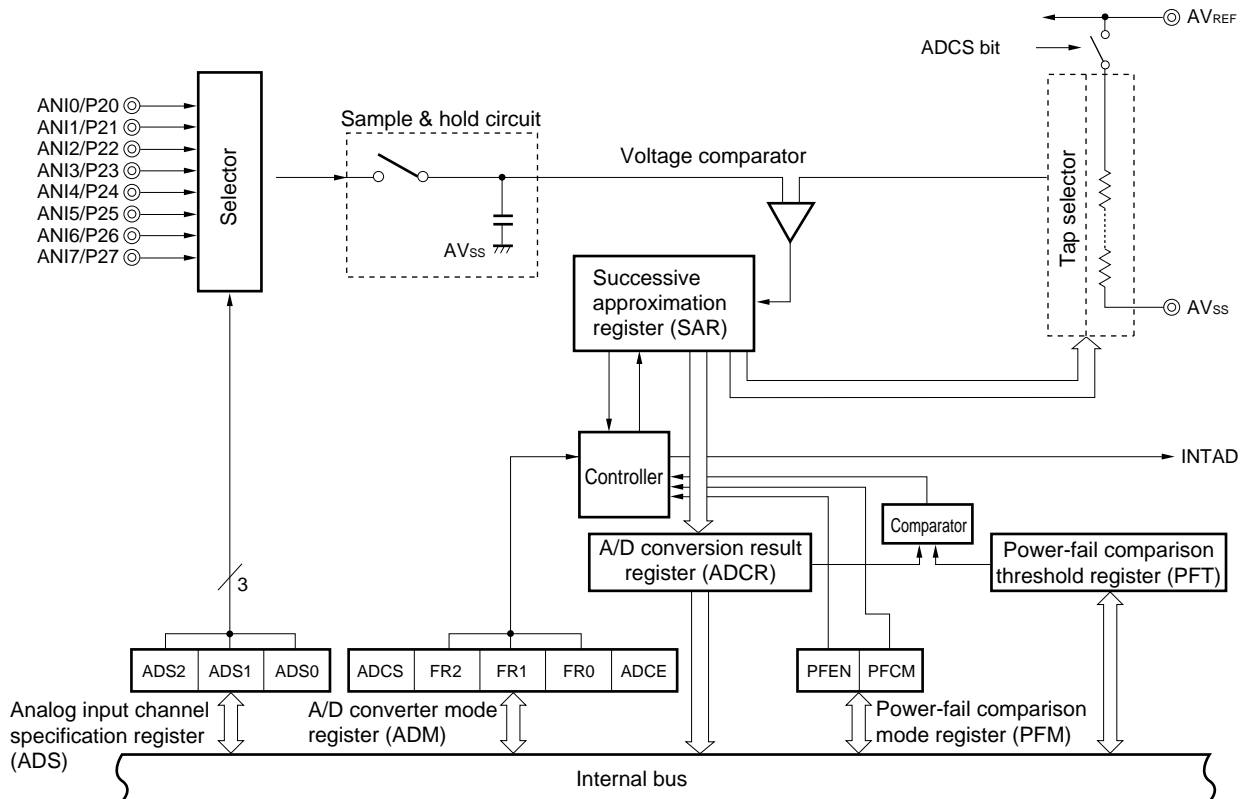 AVREF
ADCS bit
ANI0/P20
ANI1/P21
ANI2/P22
ANI3/P23
ANI4/P24
ANI5/P25
ANI6/P26
ANI7/P27
Selector
Sample & hold circuit
AVSS
Voltage comparator
Tap selector
AVSS
Successive
approximation
register (SAR)
Controller
INTAD
Comparator
A/D conversion result
register (ADCR)
Power-fail comparison
threshold register (PFT)
3
ADS2 ADS1 ADS0
ADCS FR2 FR1 FR0 ADCE
PFEN PFCM
Analog input channel
specification register
(ADS)
A/D converter mode
register (ADM)
Power-fail comparison
mode register (PFM)
Internal bus